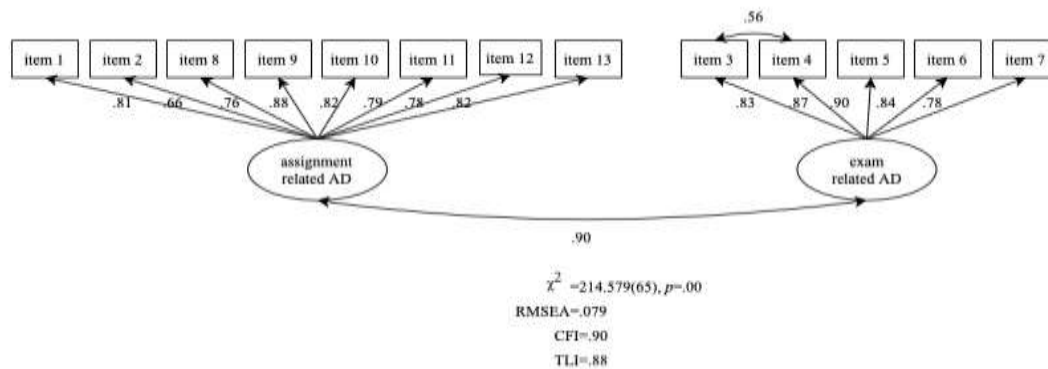 .56
item 1 item 2 item 8 item 9 item 10 item 11 item 12 item 13 item 3 item 4 item 5 item 6 item 7
.81 .66 .76 .88 .82 .79 .78 .82 .83 .87 .90 .84 .78
assignment
related AD
exam
related AD
.90
χ² =214.579(65), p=.00
RMSEA=.079
CFI=.90
TLI=.88